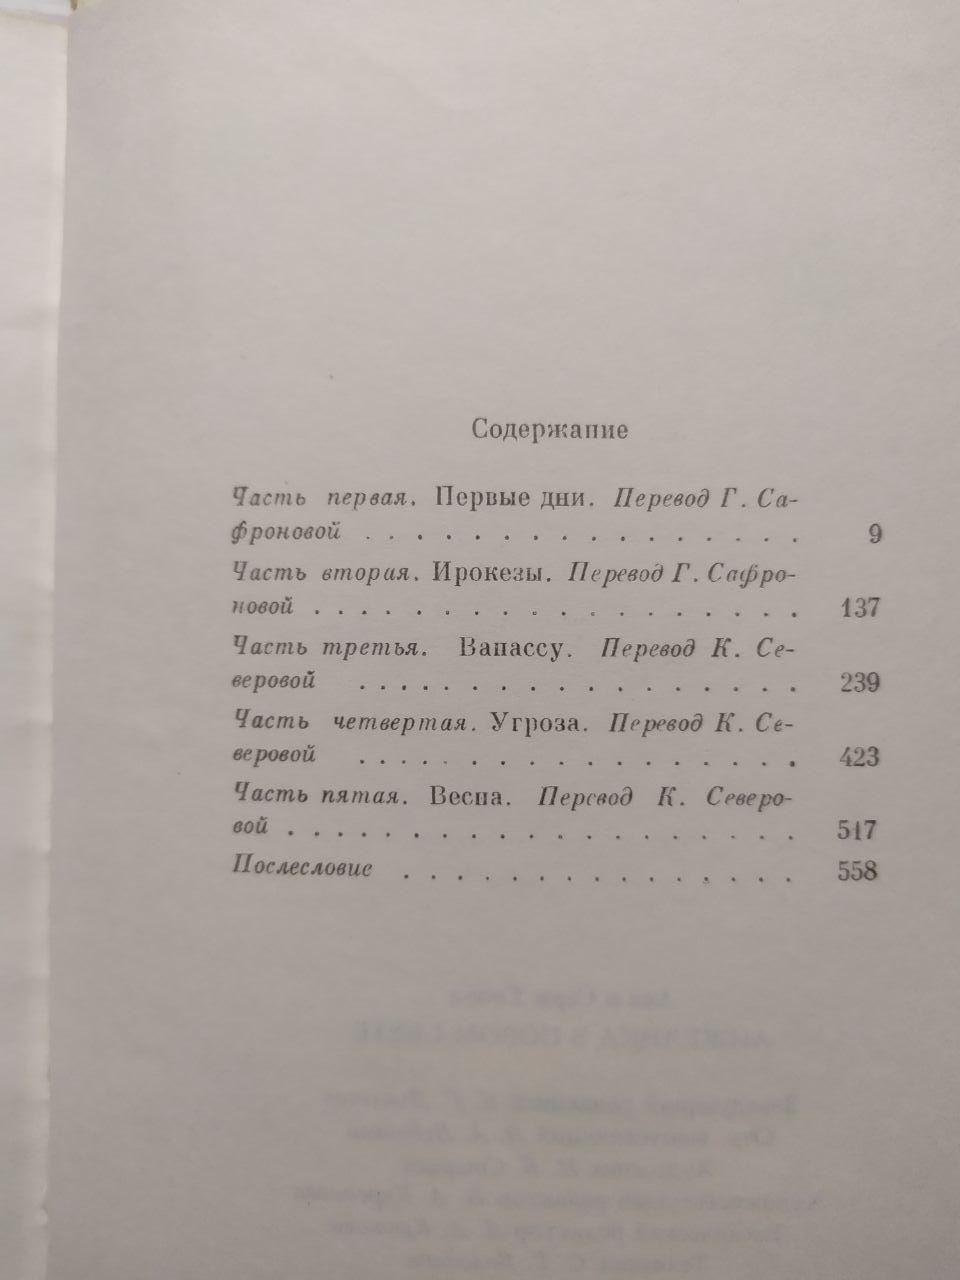 Содержание
Часть первая. Первые дни. Перевод Г. Са-
фроновой . . . . . . . . . . . . . . . . 9
Часть вторая. Ирокезы. Перевод Г. Сафро-
новой . . . . . . . . . . . . . . . . . 137
Часть третья. Вапассу. Перевод К. Се-
веровой . . . . . . . . . . . . . . . . . 239
Часть четвертая. Угроза. Перевод К. Се-
веровой . . . . . . . . . . . . . . . . 423
Часть пятая. Весна. Перевод К. Северо-
вой . . . . . . . . . . . . . . . . . 517
Послесловие . . . . . . . . . . . . . . . 558